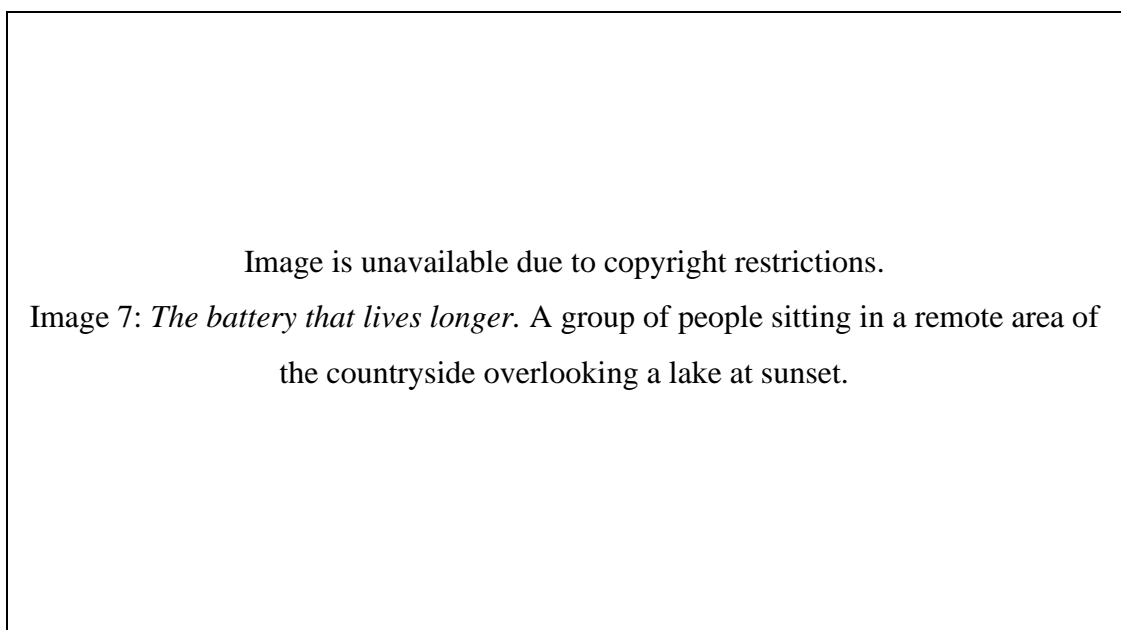 Image is unavailable due to copyright restrictions.
Image 7: The battery that lives longer. A group of people sitting in a remote area of
the countryside overlooking a lake at sunset.